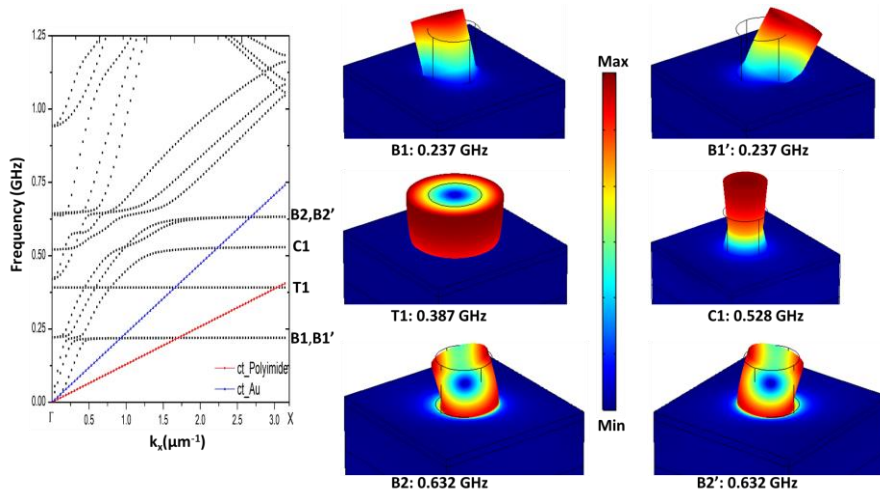 1.25
1.00
0.75
0.50
0.25
0.00
Frequency (GHz)
B2,B2'
C1
T1
B1,B1'
ct_Polyimide
ct_Au
Γ 0.5 1.0 1.5 2.0 2.5 3.0 X
kₓ(µm⁻¹)
B1: 0.237 GHz
B1’: 0.237 GHz
T1: 0.387 GHz
C1: 0.528 GHz
B2: 0.632 GHz
B2’: 0.632 GHz
Max
Min